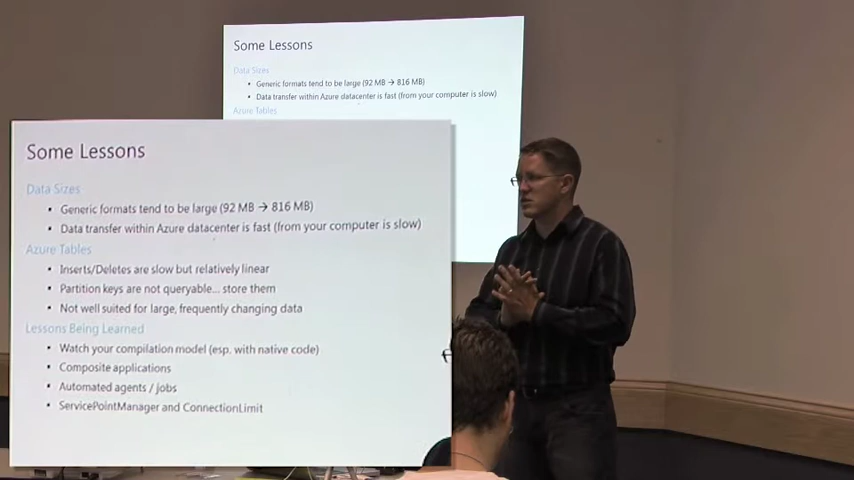 Some Lessons
Data Sizes
• Generic formats tend to be large (92 MB → 816 MB)
• Data transfer within Azure datacenter is fast (from your computer is slow)
Azure Tables
Some Lessons
Data Sizes
• Generic formats tend to be large (92 MB → 816 MB)
• Data transfer within Azure datacenter is fast (from your computer is slow)
Azure Tables
• Inserts/Deletes are slow but relatively linear
• Partition keys are not queryable... store them
• Not well suited for large, frequently changing data
Lessons Being Learned
• Watch your compilation model (esp. with native code)
• Composite applications
• Automated agents / jobs
• ServicePointManager and ConnectionLimit